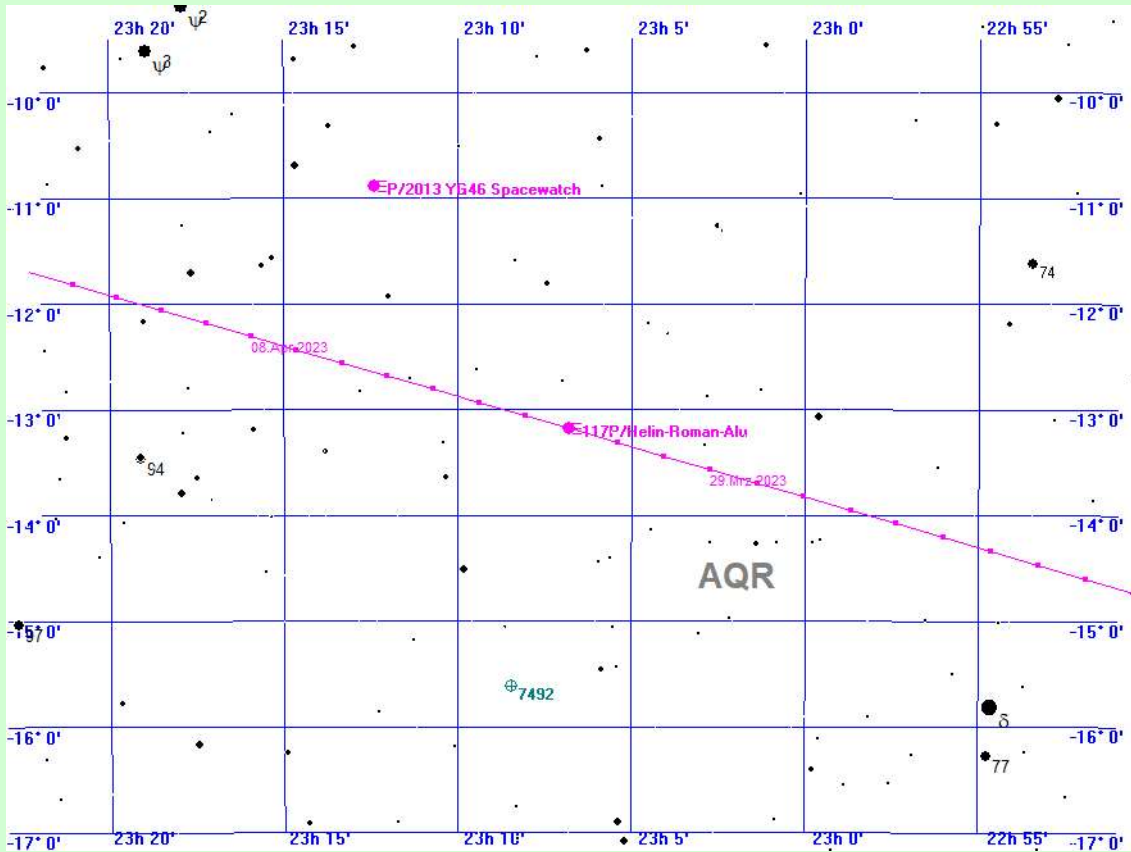 ψ2
23h 20' 23h 15' 23h 10' 23h 5' 23h 0' 22h 55'
ψ3
-10° 0' -10° 0'
P/2013 YG46 Spacewatch
-11° 0' -11° 0'
74
-12° 0' -12° 0'
08.Apr.2023
-13° 0' -13° 0'
117P/Helin-Roman-Alu
94
29.Mrz.2023
-14° 0' -14° 0'
AQR
97
-15° 0' -15° 0'
7492
δ
-16° 0' -16° 0'
77
-17° 0' 23h 20' 23h 15' 23h 10' 23h 5' 23h 0' 22h 55' -17° 0'